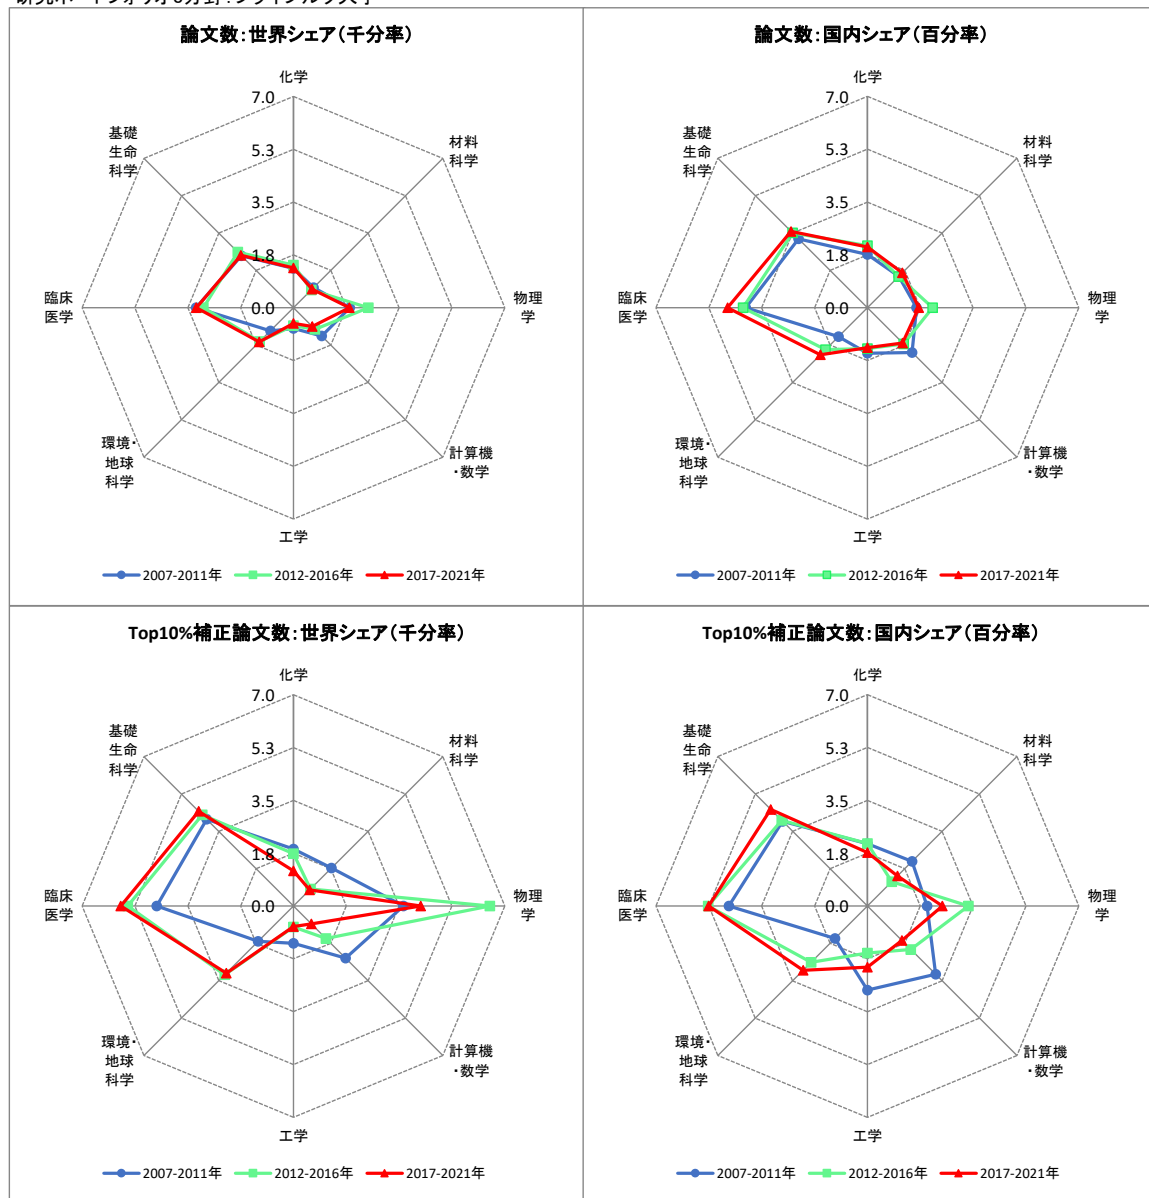 研究ポートフォリオ8分野:
論文数:世界シェア(千分率)
化学
7.0
材料
科学
基礎
生命
科学
5.3
3.5
1.8
臨床
医学
0.0
物理
学
環境・
地球
科学
計算機
・数学
工学
2007-2011年 2012-2016年 2017-2021年
論文数:国内シェア(百分率)
化学
7.0
材料
科学
基礎
生命
科学
5.3
3.5
1.8
臨床
医学
0.0
物理
学
環境・
地球
科学
計算機
・数学
工学
2007-2011年 2012-2016年 2017-2021年
Top10%補正論文数:世界シェア(千分率)
化学
7.0
材料
科学
基礎
生命
科学
5.3
3.5
1.8
臨床
医学
0.0
物理
学
環境・
地球
科学
計算機
・数学
工学
2007-2011年 2012-2016年 2017-2021年
Top10%補正論文数:国内シェア(百分率)
化学
7.0
材料
科学
基礎
生命
科学
5.3
3.5
1.8
臨床
医学
0.0
物理
学
環境・
地球
科学
計算機
・数学
工学
2007-2011年 2012-2016年 2017-2021年